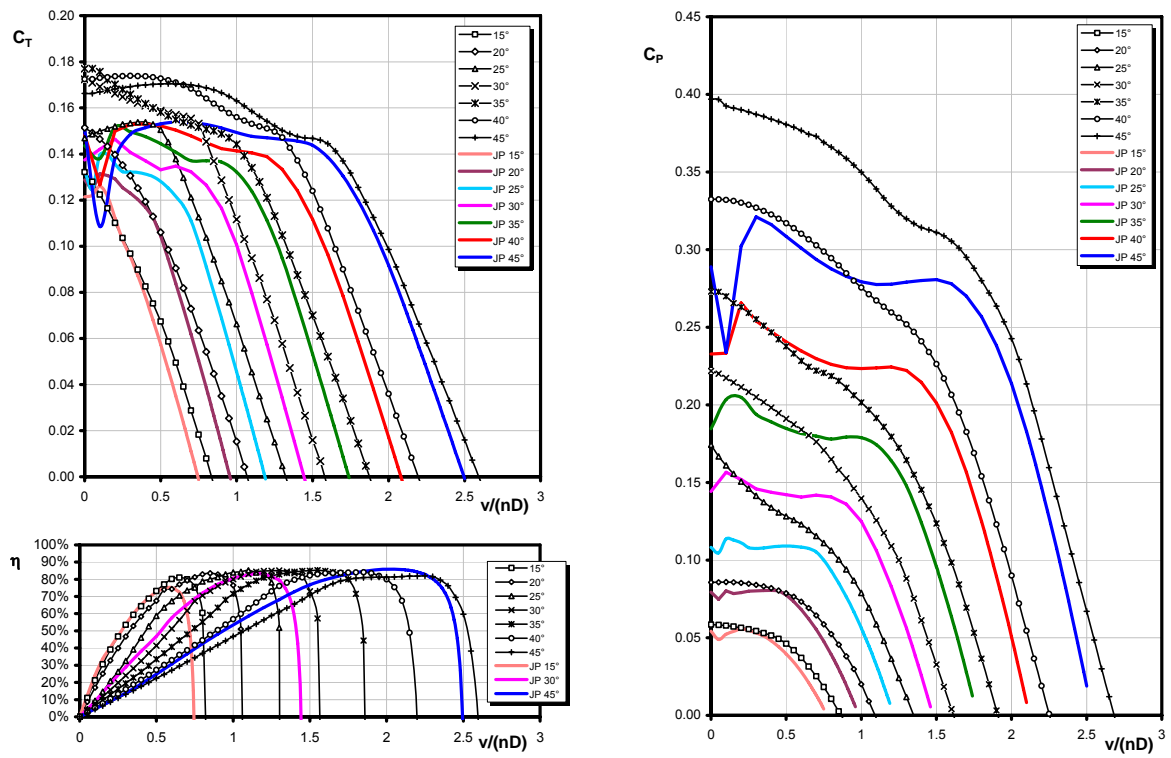 C_T
0.20
0.18
0.16
0.14
0.12
0.10
0.08
0.06
0.04
0.02
0.00
0 0.5 1 1.5 2 2.5 3
v/(nD)
15°
20°
25°
30°
35°
40°
45°
JP 15°
JP 20°
JP 25°
JP 30°
JP 35°
JP 40°
JP 45°
η
100%
90%
80%
70%
60%
50%
40%
30%
20%
10%
0%
0 0.5 1 1.5 2 2.5 3
v/(nD)
15°
20°
25°
30°
35°
40°
45°
JP 15°
JP 30°
JP 45°
C_P
0.45
0.40
0.35
0.30
0.25
0.20
0.15
0.10
0.05
0.00
0 0.5 1 1.5 2 2.5 3
v/(nD)
15°
20°
25°
30°
35°
40°
45°
JP 15°
JP 20°
JP 25°
JP 30°
JP 35°
JP 40°
JP 45°